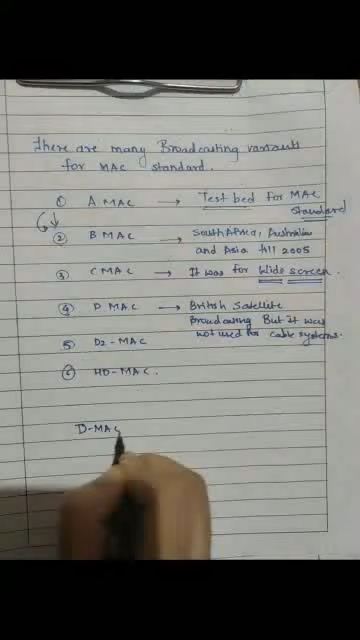 There are many Broadcasting variants
for MAC standard.
① A MAC → Test bed for MAC
standard
② B MAC → South Africa, Australian
and Asia till 2005
③ C MAC → It was for Wide screen.
④ D MAC → British Satellite
Broadcasing But it was
not used for cable systems.
5) D2-MAC
⑥ HD-MAC.
D-MAC